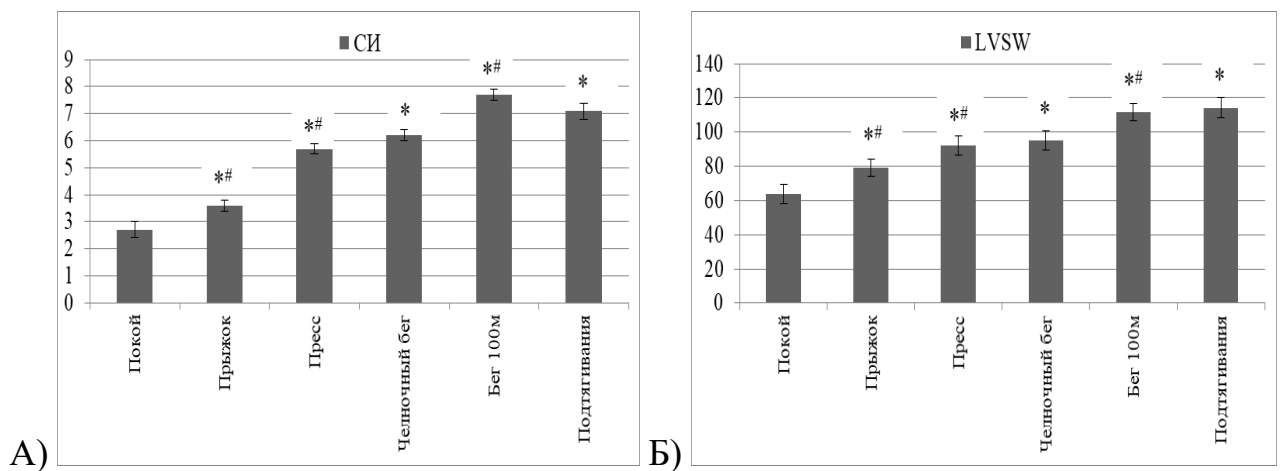 СИ
9
8
7
6
5
4
3
2
1
0
*#
*#
*
*#
*
Покой
Прыжок
Пресс
Челночный бег
Бег 100м
Подтягивания
А)
LVSW
140
120
100
80
60
40
20
0
*#
*#
*
*#
*
Покой
Прыжок
Пресс
Челночный бег
Бег 100м
Подтягивания
Б)